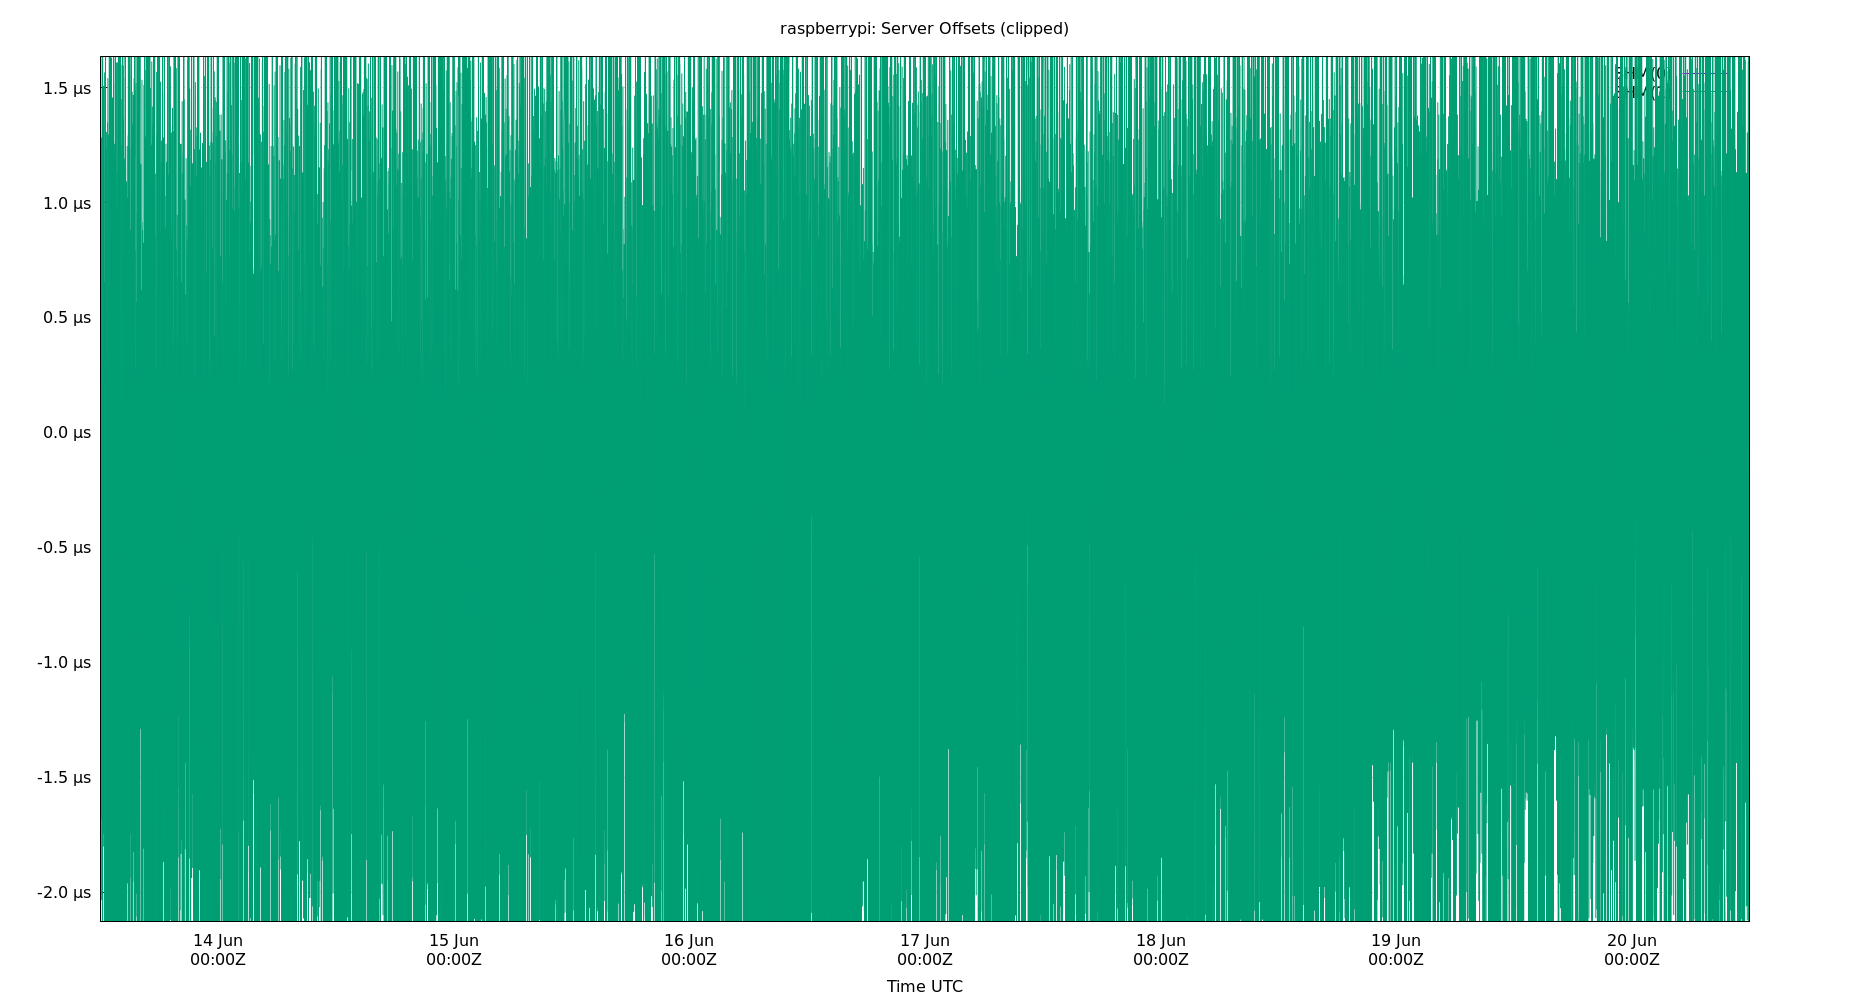 raspberrypi: Server Offsets (clipped)
1.5 µs
1.0 µs
0.5 µs
0.0 µs
-0.5 µs
-1.0 µs
-1.5 µs
-2.0 µs
14 Jun 15 Jun 16 Jun 17 Jun 18 Jun 19 Jun 20 Jun
00:00Z 00:00Z 00:00Z 00:00Z 00:00Z 00:00Z 00:00Z
Time UTC